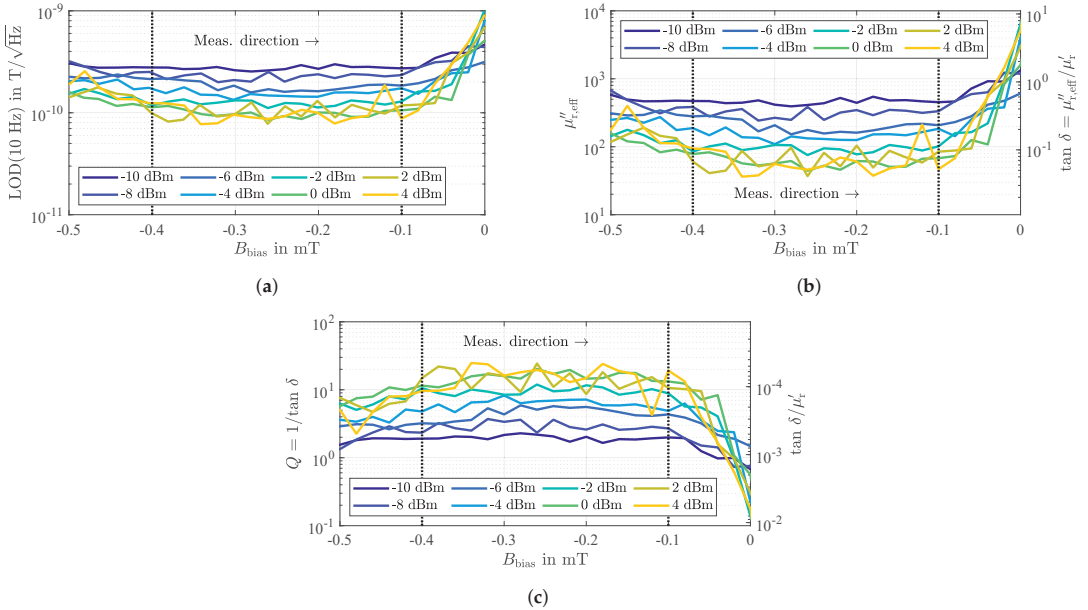 10^-9
10^-10
10^-11
LOD(10 Hz) in T/√Hz
Meas. direction →
-10 dBm -6 dBm -2 dBm 2 dBm
-8 dBm -4 dBm 0 dBm 4 dBm
-0.5 -0.4 -0.3 -0.2 -0.1 0
B_bias in mT
(a)
10^4
10^3
10^2
10^1
μ''_r,eff
-10 dBm -6 dBm -2 dBm 2 dBm
-8 dBm -4 dBm 0 dBm 4 dBm
Meas. direction →
10^1
10^0
10^-1
tan δ = μ''_r,eff/μ'_r
-0.5 -0.4 -0.3 -0.2 -0.1 0
B_bias in mT
(b)
10^2
10^1
10^0
10^-1
Q = 1/tan δ
Meas. direction →
-10 dBm -6 dBm -2 dBm 2 dBm
-8 dBm -4 dBm 0 dBm 4 dBm
10^-4
10^-3
10^-2
tan δ/μ'_r
-0.5 -0.4 -0.3 -0.2 -0.1 0
B_bias in mT
(c)